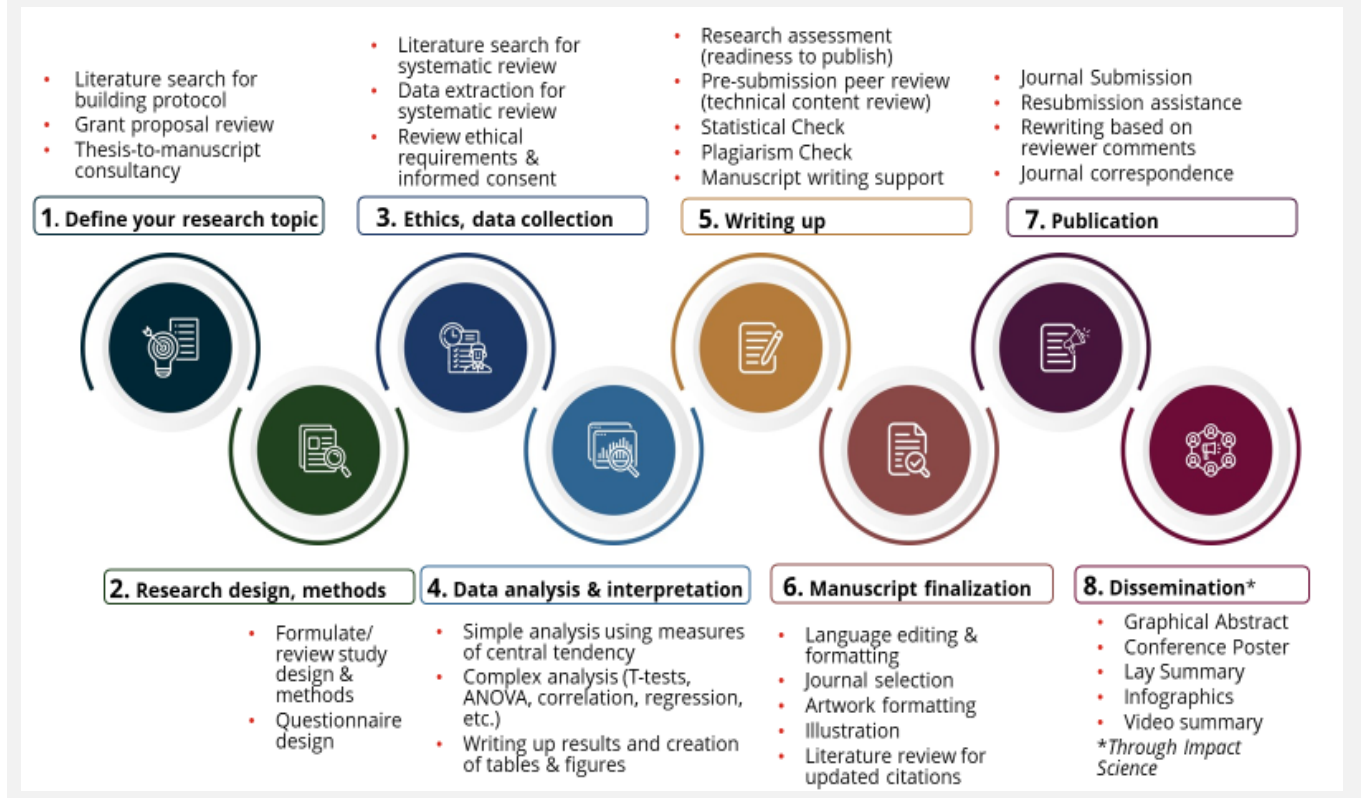 • Literature search for
building protocol
• Grant proposal review
• Thesis-to-manuscript
consultancy
1. Define your research topic
2. Research design, methods
• Formulate/
review study
design &
methods
• Questionnaire
design
• Literature search for
systematic review
• Data extraction for
systematic review
• Review ethical
requirements &
informed consent
3. Ethics, data collection
4. Data analysis & interpretation
• Simple analysis using measures
of central tendency
• Complex analysis (T-tests,
ANOVA, correlation, regression,
etc.)
• Writing up results and creation
of tables & figures
• Research assessment
(readiness to publish)
• Pre-submission peer review
(technical content review)
• Statistical Check
• Plagiarism Check
• Manuscript writing support
5. Writing up
6. Manuscript finalization
• Language editing &
formatting
• Journal selection
• Artwork formatting
• Illustration
• Literature review for
updated citations
• Journal Submission
• Resubmission assistance
• Rewriting based on
reviewer comments
• Journal correspondence
7. Publication
8. Dissemination*
• Graphical Abstract
• Conference Poster
• Lay Summary
• Infographics
• Video summary
*Through Impact
Science